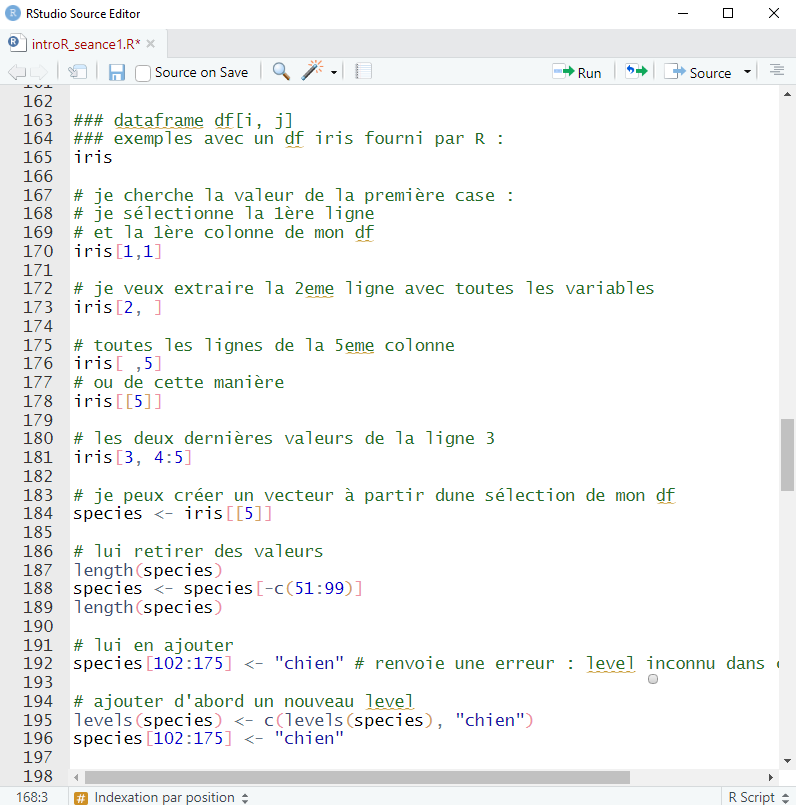 RStudio Source Editor
introR_seance1.R*
Source on Save
Run
Source
161
162
163 ### dataframe df[i, j]
164 ### exemples avec un df iris fourni par R :
165 iris
166
167 # je cherche la valeur de la première case :
168 # je sélectionne la 1ère ligne
169 # et la 1ère colonne de mon df
170 iris[1,1]
171
172 # je veux extraire la 2eme ligne avec toutes les variables
173 iris[2, ]
174
175 # toutes les lignes de la 5eme colonne
176 iris[ ,5]
177 # ou de cette manière
178 iris[[5]]
179
180 # les deux dernières valeurs de la ligne 3
181 iris[3, 4:5]
182
183 # je peux créer un vecteur à partir dune sélection de mon df
184 species <- iris[[5]]
185
186 # lui retirer des valeurs
187 length(species)
188 species <- species[-c(51:99)]
189 length(species)
190
191 # lui en ajouter
192 species[102:175] <- "chien" # renvoie une erreur : level inconnu dans
193
194 # ajouter d'abord un nouveau level
195 levels(species) <- c(levels(species), "chien")
196 species[102:175] <- "chien"
197
198
168:3
# Indexation par position
R Script